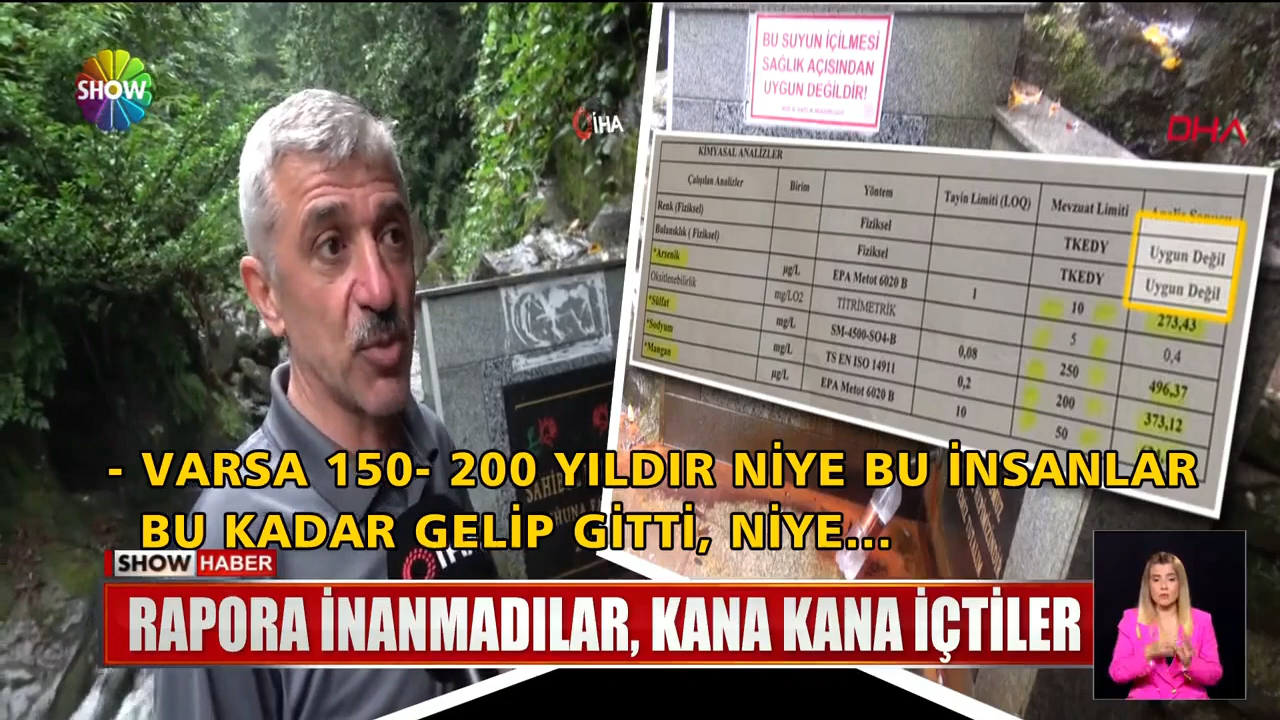 SHOW
İHA
BU SUYUN İÇİLMESİ
SAĞLIK AÇISINDAN
UYGUN DEĞİLDİR!
DHA
KİMYASAL ANALİZLER
Çalışılan Analizler Birim Yöntem Tayin Limiti (LOQ) Mevzuat Limiti Analiz Sonucu
Renk (Fiziksel) Fiziksel TKEDY Uygun Değil
Bulanıklık ( Fiziksel) Fiziksel TKEDY Uygun Değil
*Arsenik µg/L EPA Metot 6020 B 1 10 273,43
Oksitlenebilirlik mg/LO2 TİTRİMETRİK 5 0,4
*Sülfat mg/L SM-4500-SO4-B 0,08 250 496,37
*Sodyum mg/L TS EN ISO 14911 0,2 200 373,12
*Mangan µg/L EPA Metot 6020 B 10 50
- VARSA 150- 200 YILDIR NİYE BU İNSANLAR
BU KADAR GELİP GİTTİ, NİYE...
SHOW HABER
RAPORA İNANMADILAR, KANA KANA İÇTİLER